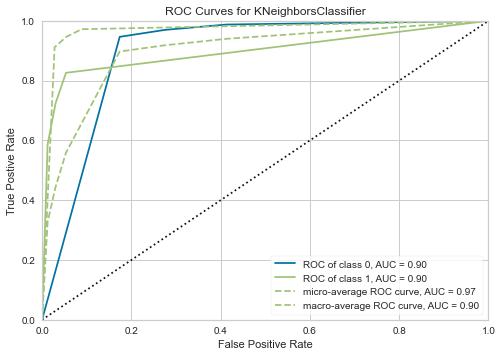 ROC Curves for KNeighborsClassifier
1.0
0.8
0.6
0.4
0.2
0.0
True Postive Rate
0.0 0.2 0.4 0.6 0.8 1.0
False Positive Rate
ROC of class 0, AUC = 0.90
ROC of class 1, AUC = 0.90
micro-average ROC curve, AUC = 0.97
macro-average ROC curve, AUC = 0.90